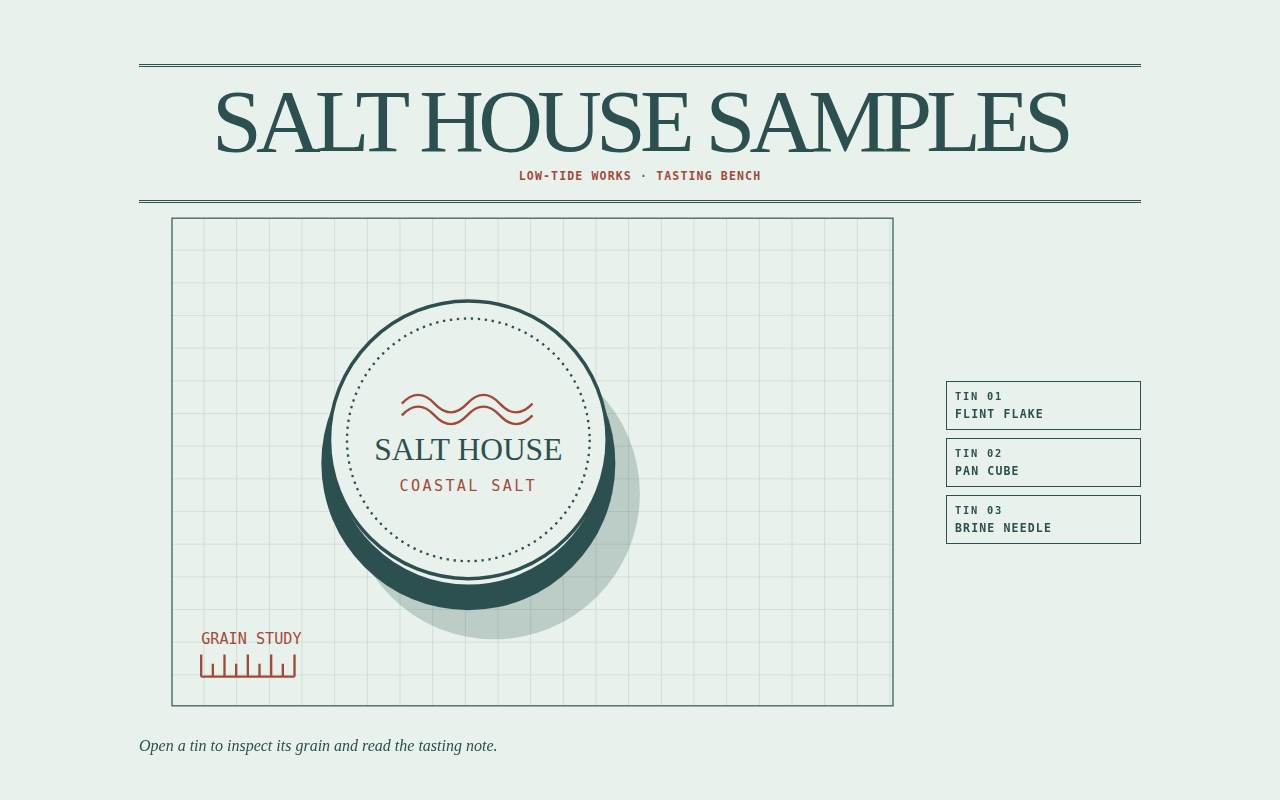 SALT HOUSE SAMPLES
LOW-TIDE WORKS · TASTING BENCH
SALT HOUSE
COASTAL SALT
GRAIN STUDY
TIN 01
FLINT FLAKE
TIN 02
PAN CUBE
TIN 03
BRINE NEEDLE
Open a tin to inspect its grain and read the tasting note.